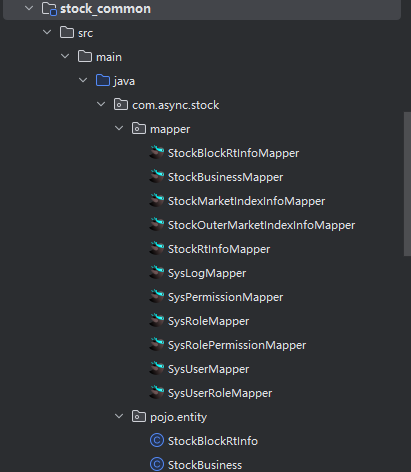 stock_common
src
main
java
com.async.stock
mapper
StockBlockRtInfoMapper
StockBusinessMapper
StockMarketIndexInfoMapper
StockOuterMarketIndexInfoMapper
StockRtInfoMapper
SysLogMapper
SysPermissionMapper
SysRoleMapper
SysRolePermissionMapper
SysUserMapper
SysUserRoleMapper
pojo.entity
StockBlockRtInfo
StockBusiness